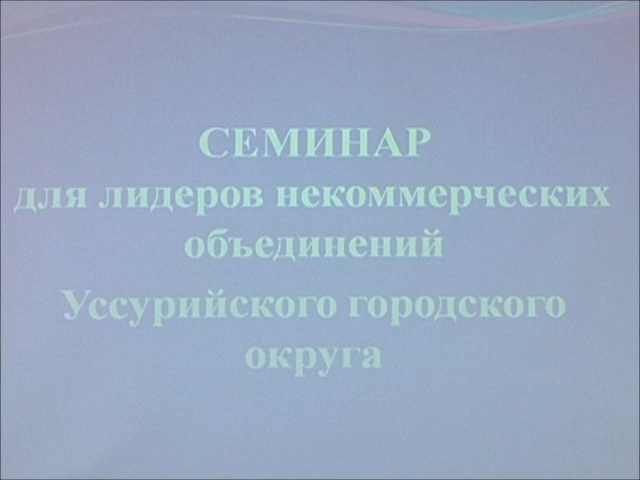 СЕМИНАР
для лидеров некоммерческих
объединений
Уссурийского городского
округа